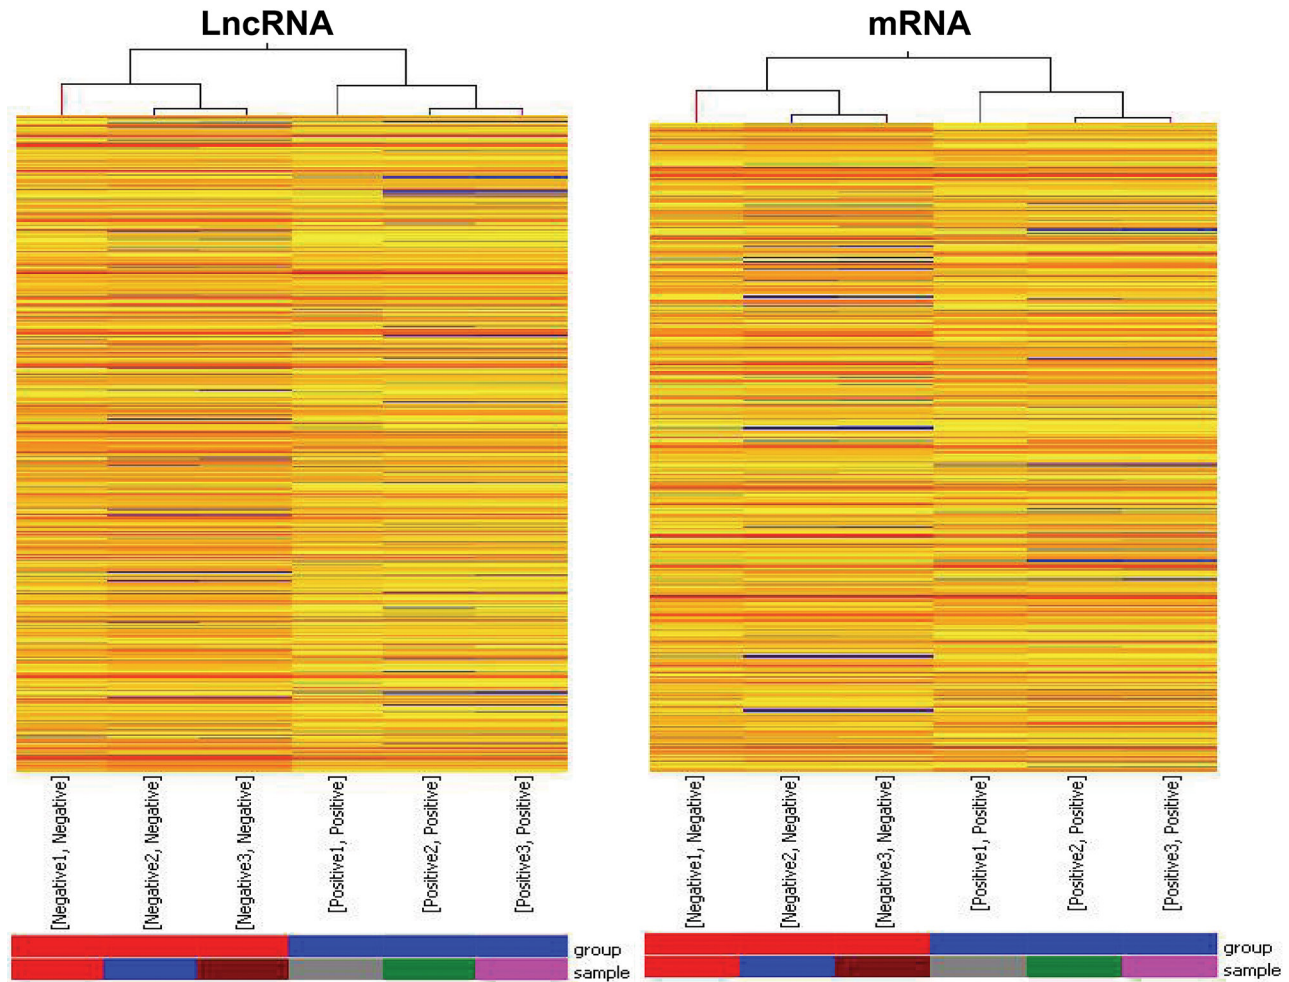 LncRNA
mRNA
[Negative1, Negative]
[Negative2, Negative]
[Negative3, Negative]
[Positive1, Positive]
[Positive2, Positive]
[Positive3, Positive]
group
sample
[Negative1, Negative]
[Negative2, Negative]
[Negative3, Negative]
[Positive1, Positive]
[Positive2, Positive]
[Positive3, Positive]
group
sample